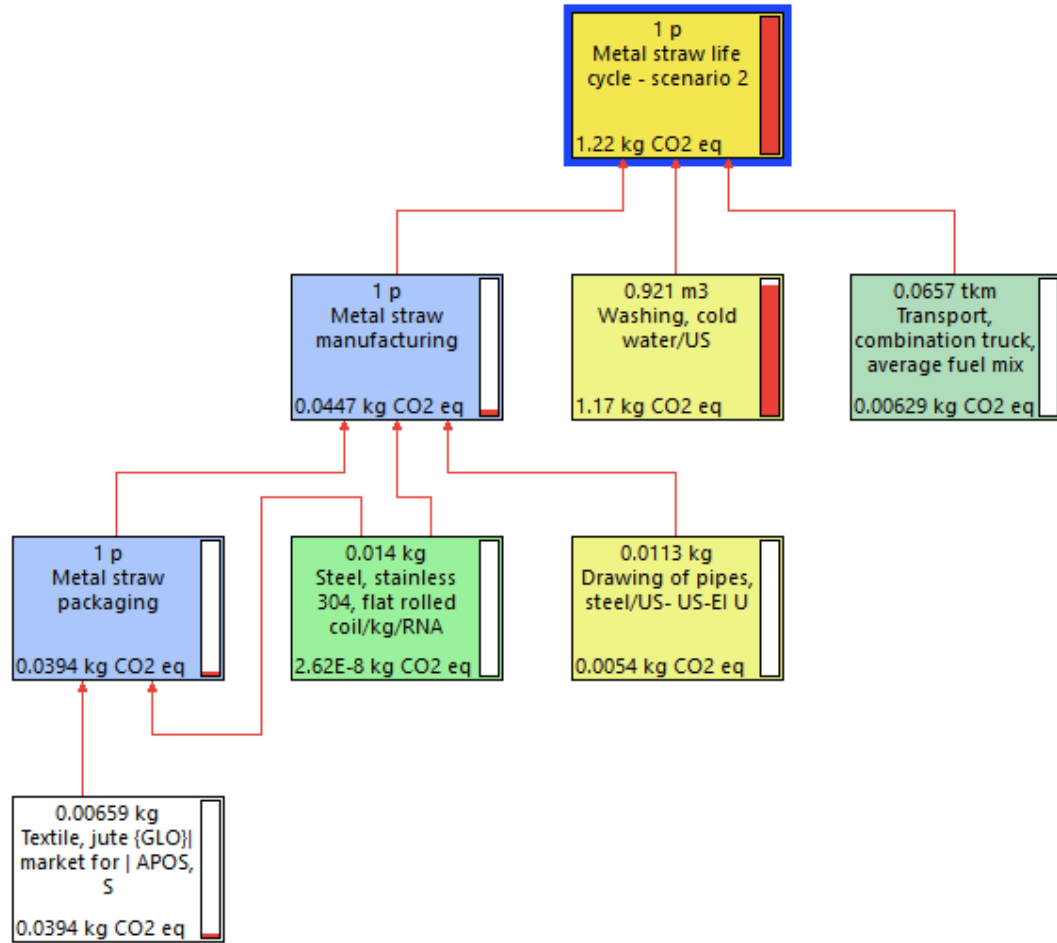 1 p
Metal straw life
cycle - scenario 2
1.22 kg CO2 eq
1 p
Metal straw
manufacturing
0.0447 kg CO2 eq
0.921 m3
Washing, cold
water/US
1.17 kg CO2 eq
0.0657 tkm
Transport,
combination truck,
average fuel mix
0.00629 kg CO2 eq
1 p
Metal straw
packaging
0.0394 kg CO2 eq
0.014 kg
Steel, stainless
304, flat rolled
coil/kg/RNA
2.62E-8 kg CO2 eq
0.0113 kg
Drawing of pipes,
steel/US- US-EI U
0.0054 kg CO2 eq
0.00659 kg
Textile, jute {GLO}|
market for | APOS,
S
0.0394 kg CO2 eq